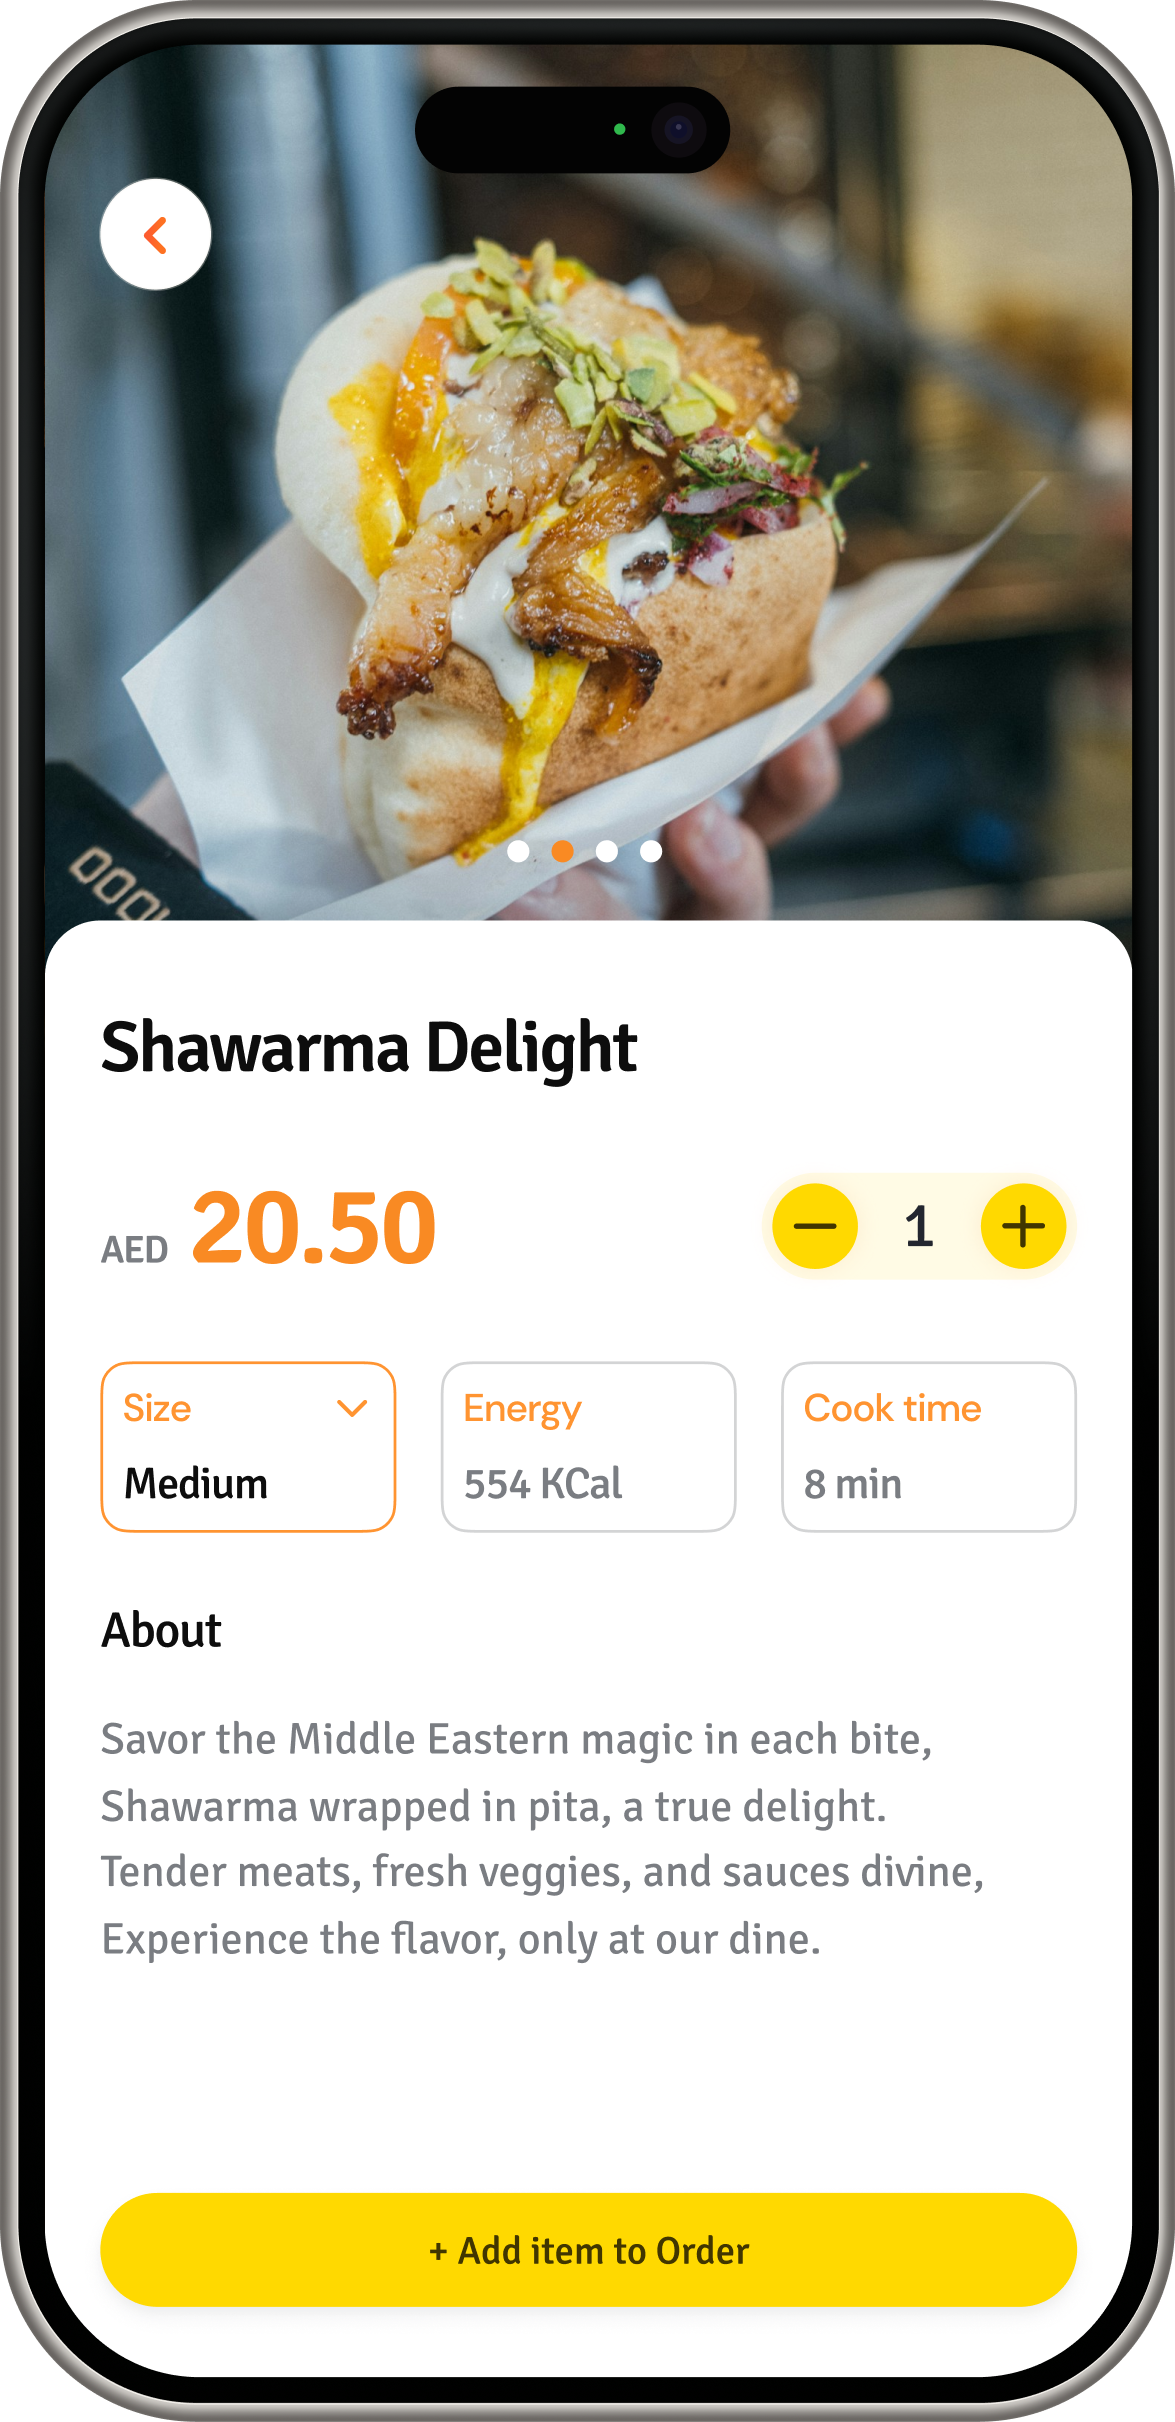 Shawarma Delight
AED 20.50
1
Size
Medium
Energy
554 KCal
Cook time
8 min
About
Savor the Middle Eastern magic in each bite,
Shawarma wrapped in pita, a true delight.
Tender meats, fresh veggies, and sauces divine,
Experience the flavor, only at our dine.
+ Add item to Order